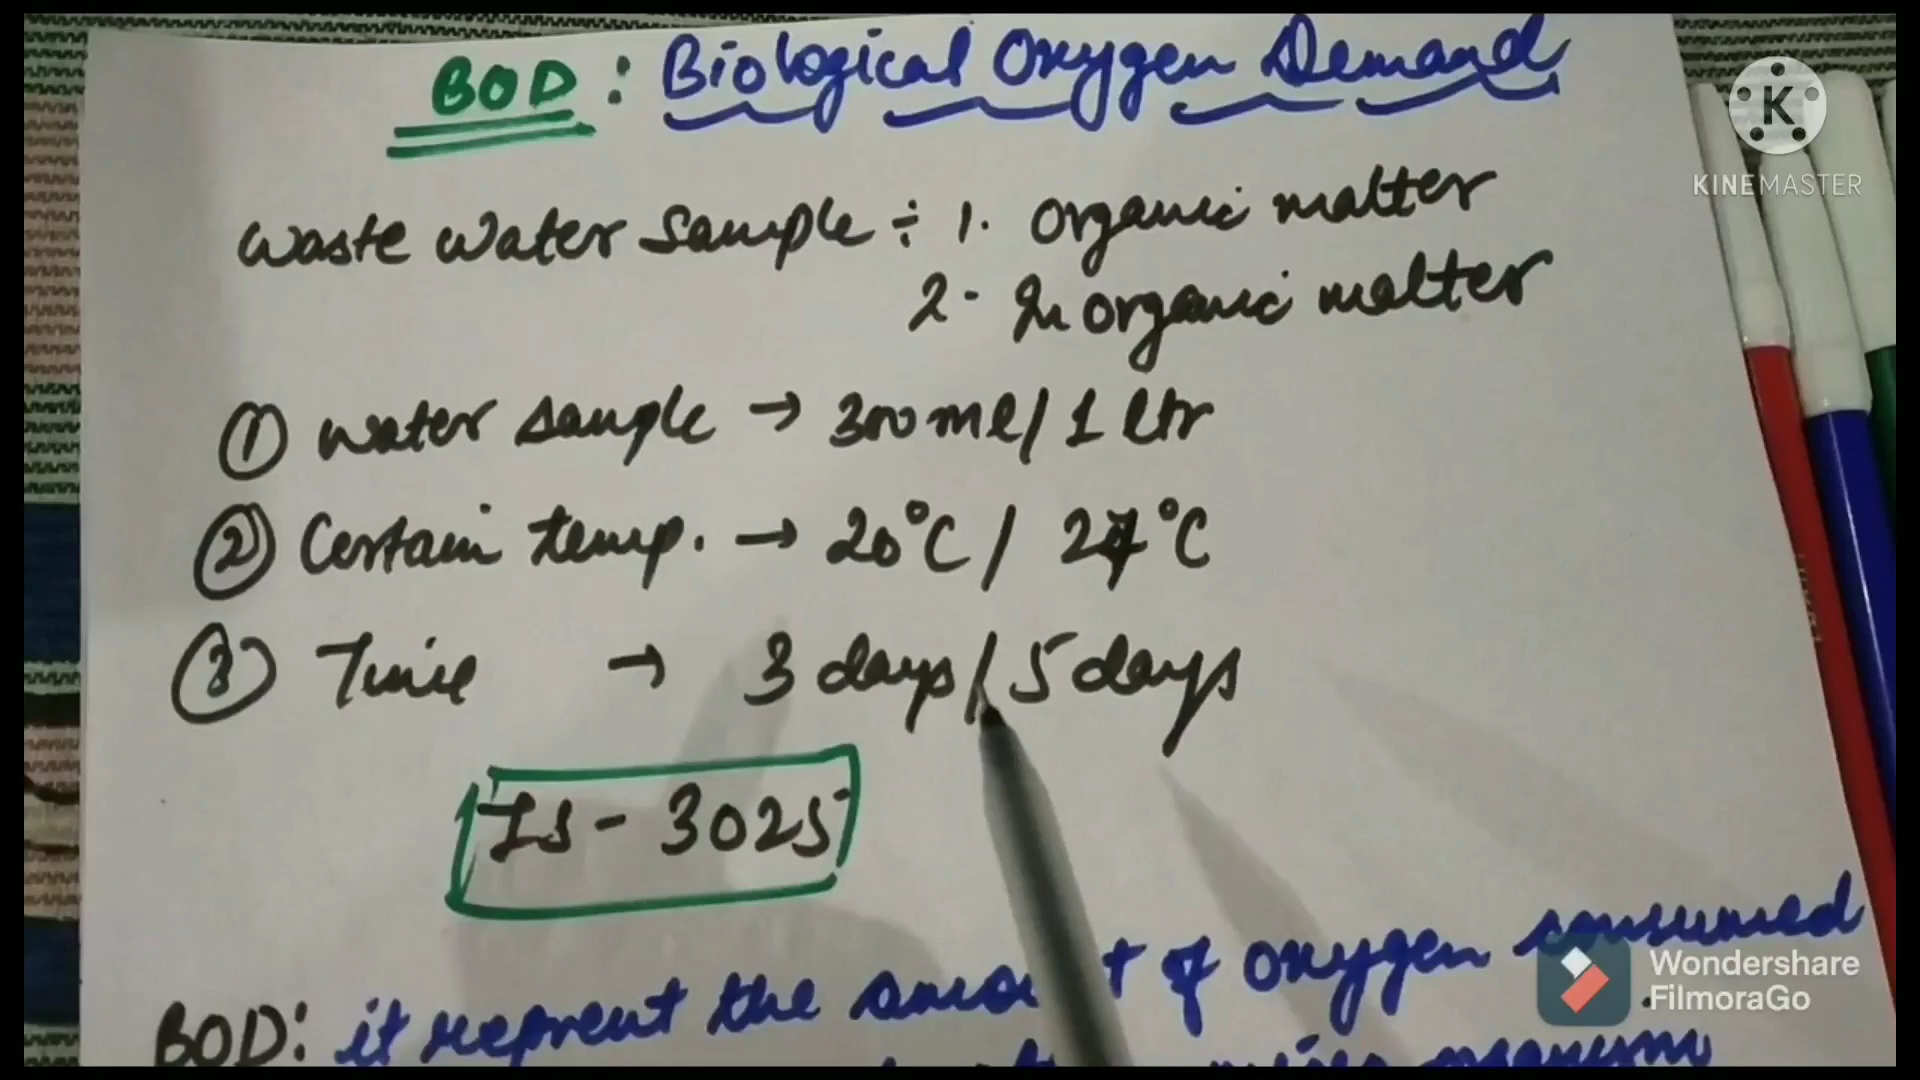 BOD : Biological Oxygen Demand
K
KINEMASTER
Waste Water Sample ÷ 1. Organic matter
2. Inorganic matter
① Water sample → 300 ml / 1 ltr
② Certain temp. → 20°C / 27°C
③ Time → 3 days / 5 days
IS - 3025
BOD: it reprent the amount of oxygen consumed
Wondershare
FilmoraGo